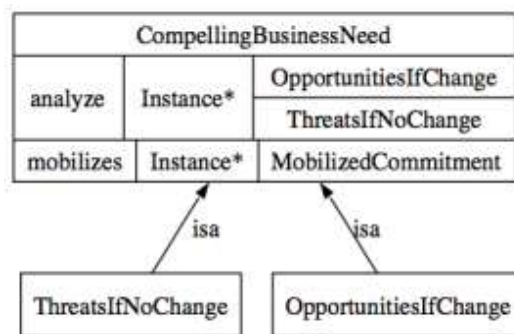 CompellingBusinessNeed
analyze Instance* OpportunitiesIfChange
ThreatsIfNoChange
mobilizes Instance* MobilizedCommitment
isa isa
ThreatsIfNoChange OpportunitiesIfChange